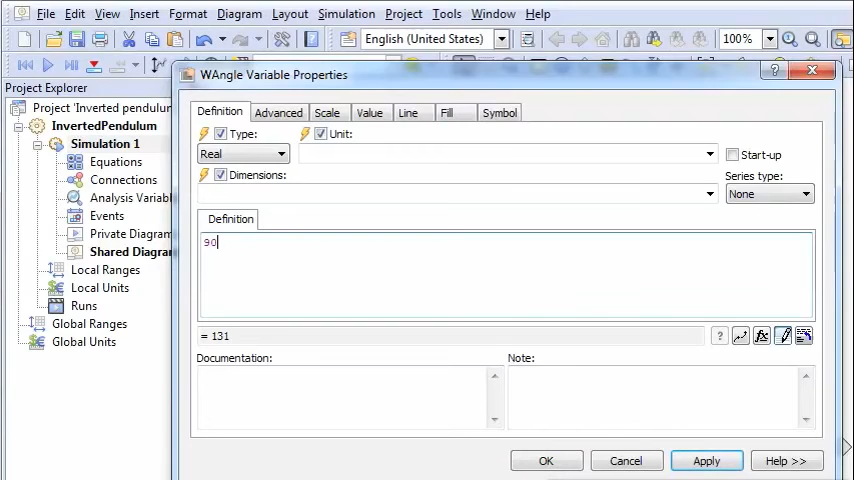 File Edit View Insert Format Diagram Layout Simulation Project Tools Window Help
English (United States) 100%
Project Explorer
Project 'Inverted pendulum
InvertedPendulum
Simulation 1
Equations
Connections
Analysis Variabl
Events
Private Diagram
Shared Diagram
Local Ranges
Local Units
Runs
Global Ranges
Global Units
WAngle Variable Properties
Definition Advanced Scale Value Line Fill Symbol
Type: Unit:
Real Start-up
Dimensions: Series type:
None
Definition
90
= 131
Documentation: Note:
OK Cancel Apply Help >>